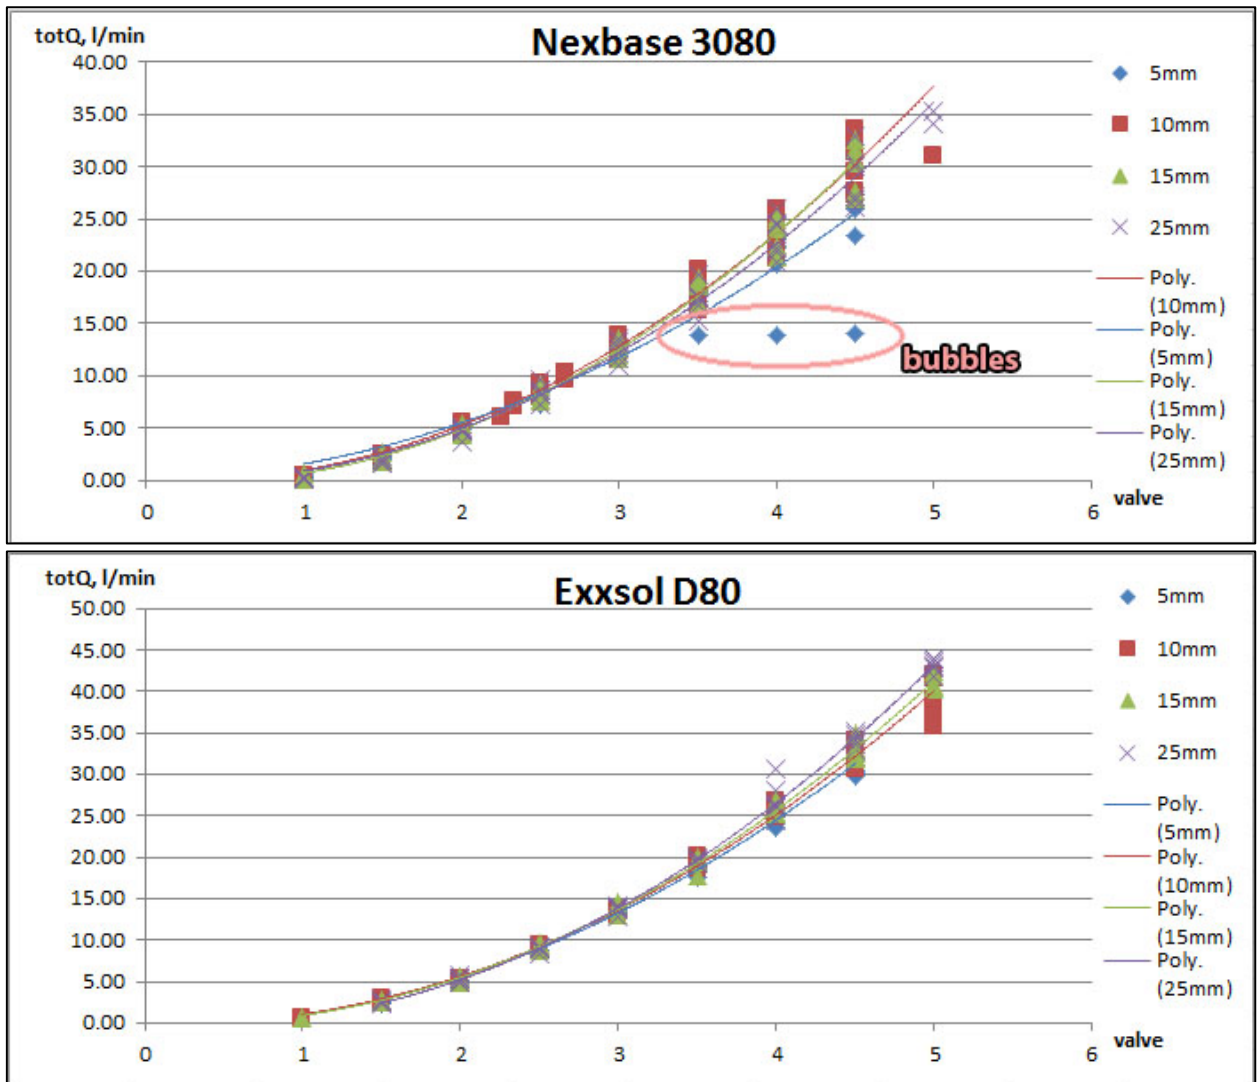 totQ, l/min
Nexbase 3080
40.00
35.00
30.00
25.00
20.00
15.00
10.00
5.00
0.00
0 1 2 3 4 5 6
valve
bubbles
5mm
10mm
15mm
25mm
Poly.
(10mm)
Poly.
(5mm)
Poly.
(15mm)
Poly.
(25mm)
totQ, l/min
Exxsol D80
50.00
45.00
40.00
35.00
30.00
25.00
20.00
15.00
10.00
5.00
0.00
0 1 2 3 4 5 6
valve
5mm
10mm
15mm
25mm
Poly.
(5mm)
Poly.
(10mm)
Poly.
(15mm)
Poly.
(25mm)